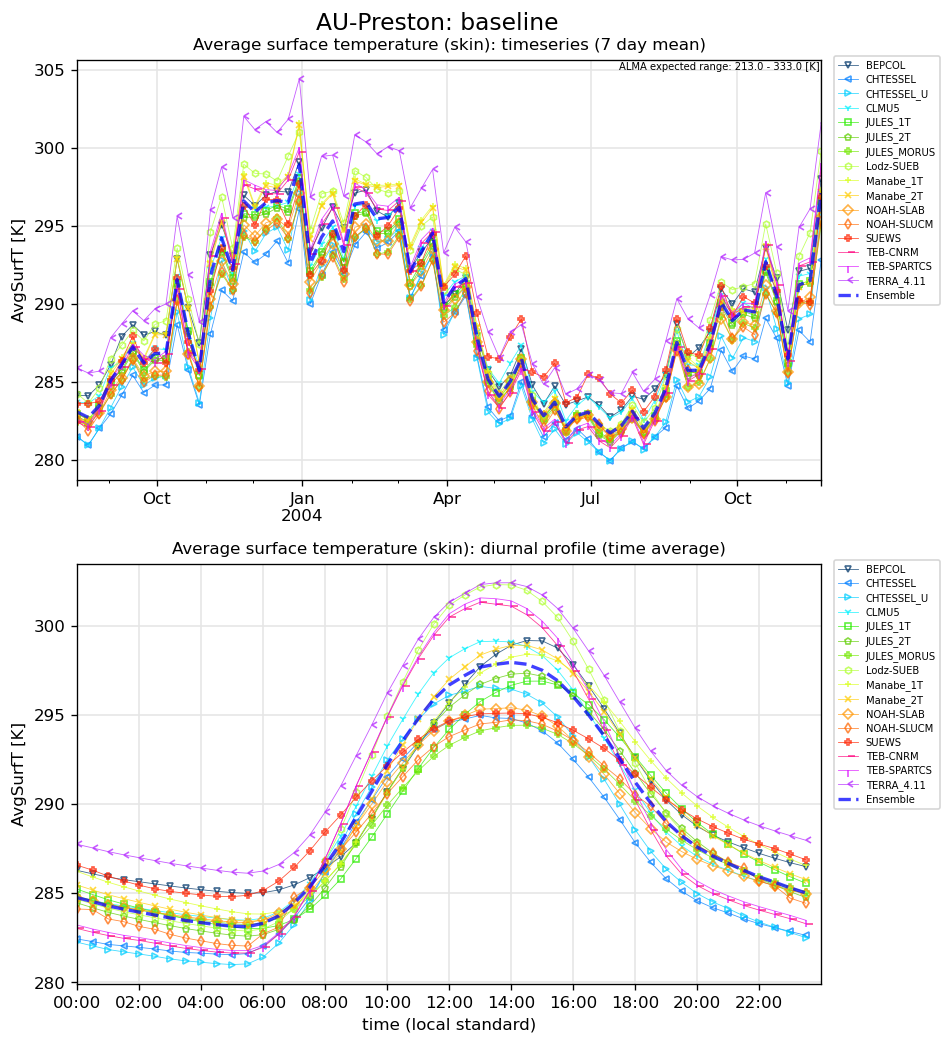 AU-Preston: baseline
Average surface temperature (skin): timeseries (7 day mean)
ALMA expected range: 213.0 - 333.0 [K]
AvgSurfT [K]
305
300
295
290
285
280
Oct
Jan
2004
Apr
Jul
Oct
BEPCOL
CHTESSEL
CHTESSEL_U
CLMU5
JULES_1T
JULES_2T
JULES_MORUS
Lodz-SUEB
Manabe_1T
Manabe_2T
NOAH-SLAB
NOAH-SLUCM
SUEWS
TEB-CNRM
TEB-SPARTCS
TERRA_4.11
Ensemble
Average surface temperature (skin): diurnal profile (time average)
AvgSurfT [K]
300
295
290
285
280
00:00
02:00
04:00
06:00
08:00
10:00
12:00
14:00
16:00
18:00
20:00
22:00
time (local standard)
BEPCOL
CHTESSEL
CHTESSEL_U
CLMU5
JULES_1T
JULES_2T
JULES_MORUS
Lodz-SUEB
Manabe_1T
Manabe_2T
NOAH-SLAB
NOAH-SLUCM
SUEWS
TEB-CNRM
TEB-SPARTCS
TERRA_4.11
Ensemble